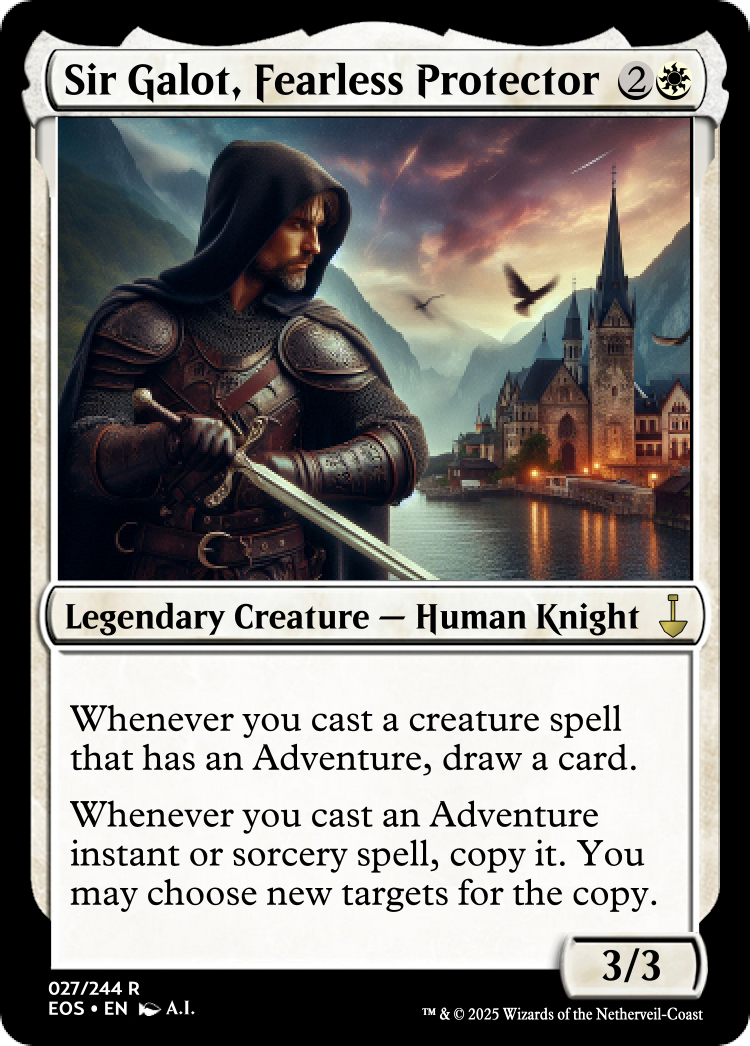 Sir Galot, Fearless Protector 2
Legendary Creature — Human Knight
Whenever you cast a creature spell
that has an Adventure, draw a card.
Whenever you cast an Adventure
instant or sorcery spell, copy it. You
may choose new targets for the copy.
3/3
027/244 R
EOS • EN A.I.
™ & © 2025 Wizards of the Netherveil-Coast